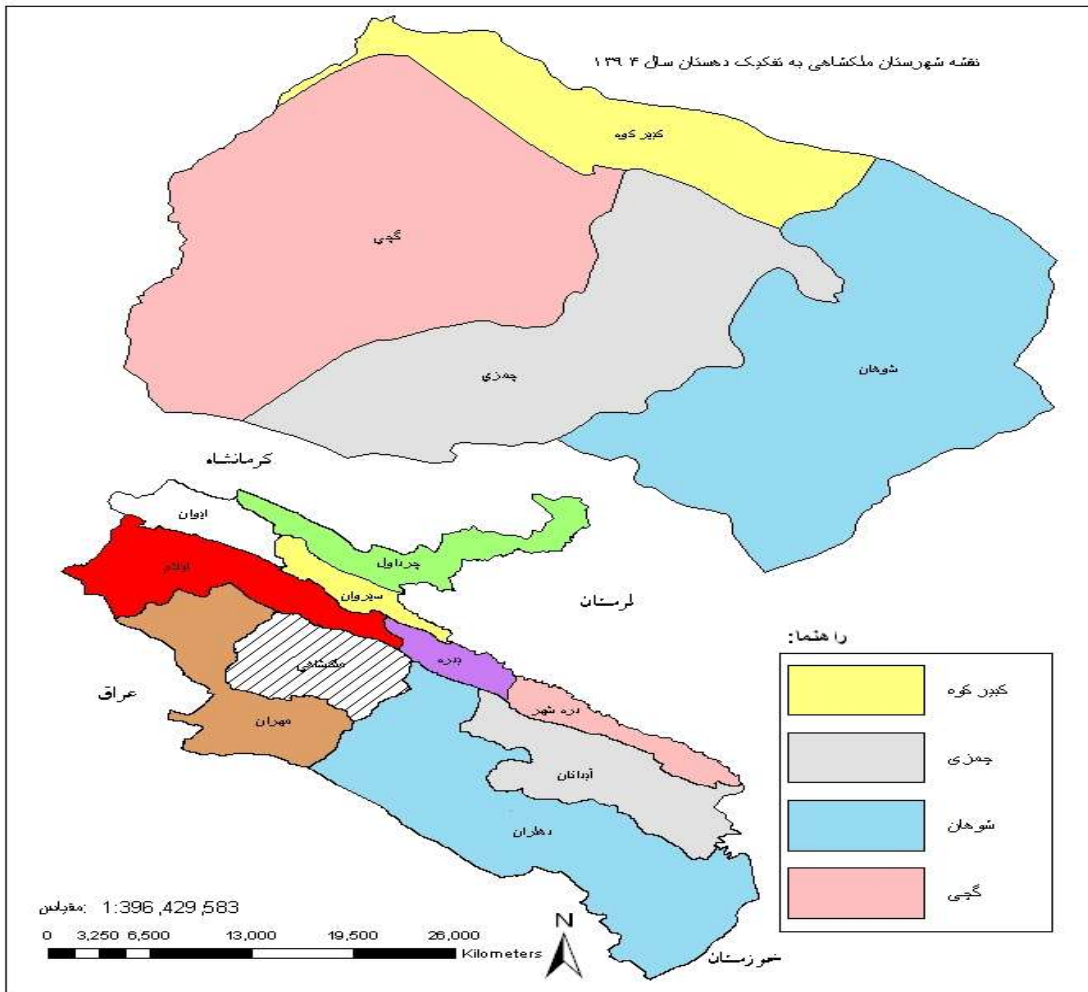 نقشه شهرستان ملکشاهی به تفکیک دهستان سال ۱۳۹۴
کبیر کوه
گچی
چمزی
شوهان
کرمانشاه
ایوان
چرداول
ایلام
سیروان
لرستان
بدره
ملکشاهی
عراق
مهران
دره شهر
آبدانان
دهلران
خوزستان
راهنما:
کبیر کوه
چمزی
شوهان
گچی
مقیاس: 1:396,429,583
0 3,250 6,500 13,000 19,500 26,000
Kilometers
N